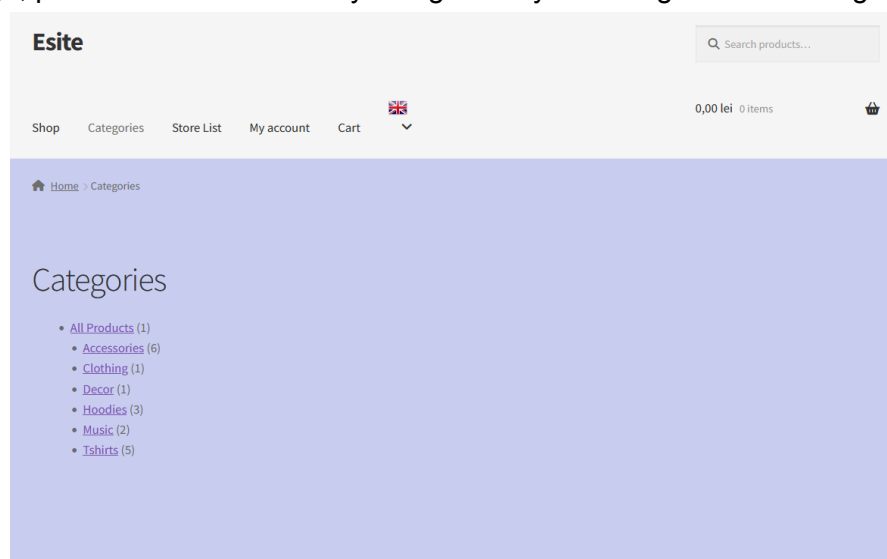 Esite
Search products...
0,00 lei 0 items
Shop Categories Store List My account Cart
Home > Categories
Categories
All Products (1)
Accessories (6)
Clothing (1)
Decor (1)
Hoodies (3)
Music (2)
Tshirts (5)